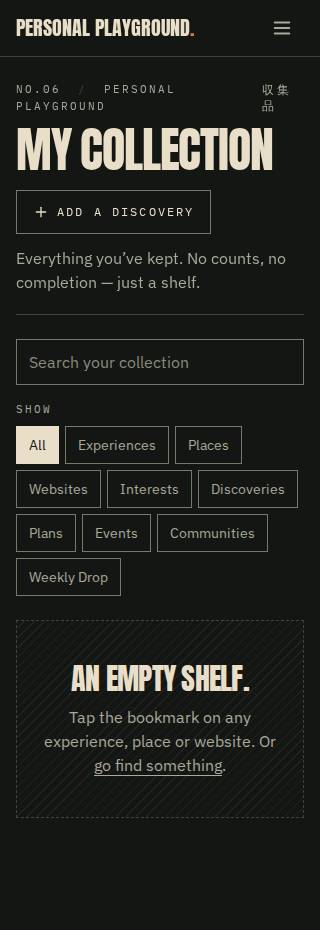 PERSONAL PLAYGROUND.
NO.06 / PERSONAL PLAYGROUND
収集品
MY COLLECTION
+ ADD A DISCOVERY
Everything you’ve kept. No counts, no
completion — just a shelf.
Search your collection
SHOW
All Experiences Places
Websites Interests Discoveries
Plans Events Communities
Weekly Drop
AN EMPTY SHELF.
Tap the bookmark on any
experience, place or website. Or
go find something.